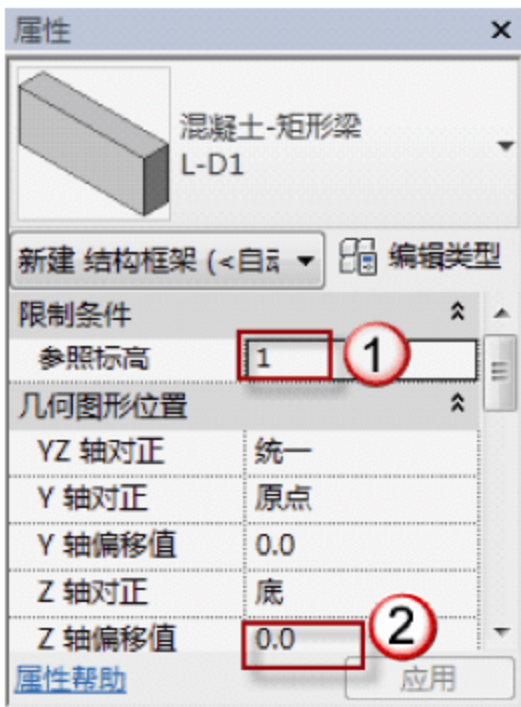 属性
混凝土-矩形梁
L-D1
新建 结构框架 (<自
编辑类型
限制条件
参照标高 1 1
几何图形位置
YZ 轴对正 统一
Y 轴对正 原点
Y 轴偏移值 0.0
Z 轴对正 底
Z 轴偏移值 0.0 2
属性帮助 应用